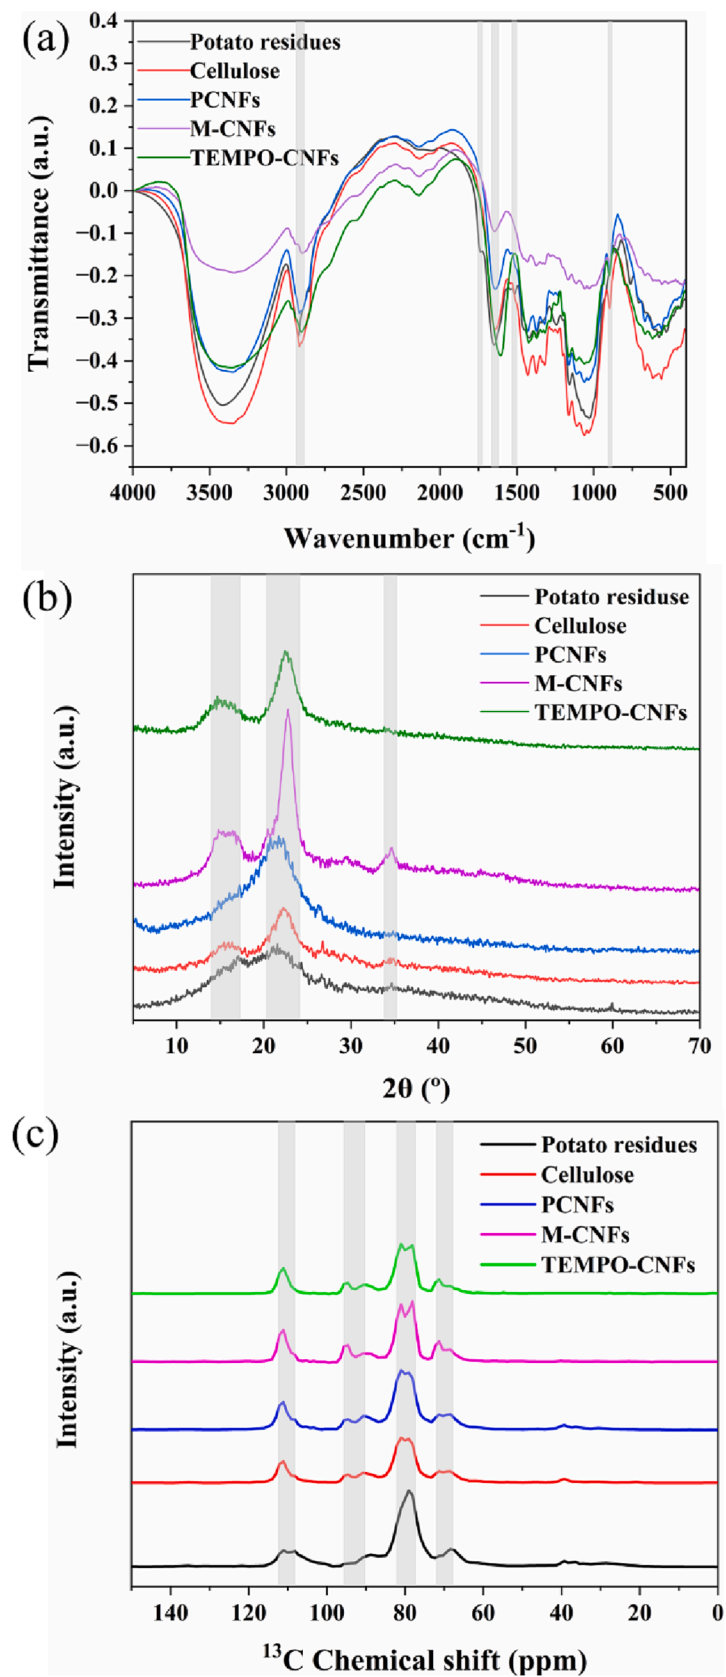 (a)
Transmittance (a.u.)
0.4
0.3
0.2
0.1
0.0
−0.1
−0.2
−0.3
−0.4
−0.5
−0.6
Potato residues
Cellulose
PCNFs
M-CNFs
TEMPO-CNFs
4000 3500 3000 2500 2000 1500 1000 500
Wavenumber (cm⁻¹)
(b)
Intensity (a.u.)
Potato residuse
Cellulose
PCNFs
M-CNFs
TEMPO-CNFs
10 20 30 40 50 60 70
2θ (º)
(c)
Intensity (a.u.)
Potato residues
Cellulose
PCNFs
M-CNFs
TEMPO-CNFs
140 120 100 80 60 40 20 0
¹³C Chemical shift (ppm)